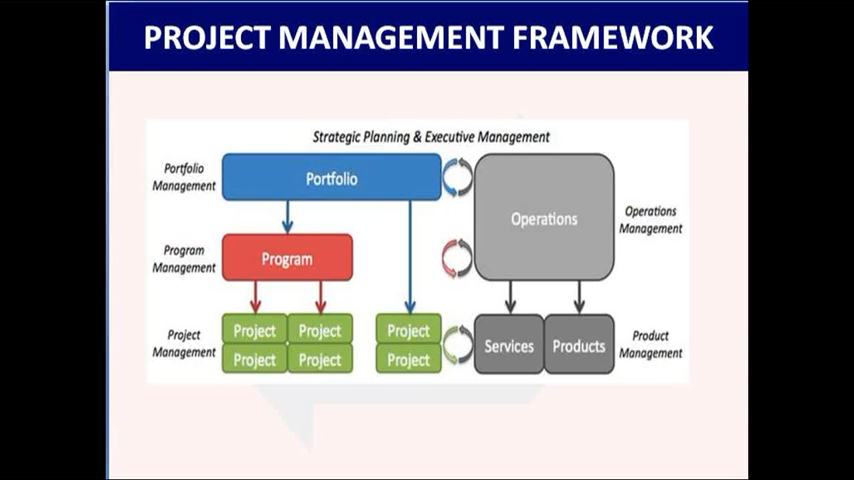 PROJECT MANAGEMENT FRAMEWORK
Strategic Planning & Executive Management
Portfolio
Management
Portfolio
Operations
Operations
Management
Program
Management
Program
Project
Management
Project Project Project
Project Project Project
Services Products
Product
Management